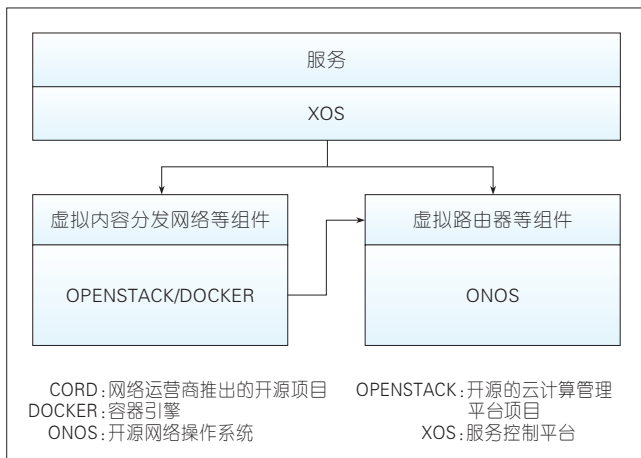 服务
XOS
虚拟内容分发网络等组件
虚拟路由器等组件
OPENSTACK/DOCKER
ONOS
CORD:网络运营商推出的开源项目
DOCKER:容器引擎
ONOS:开源网络操作系统
OPENSTACK:开源的云计算管理
平台项目
XOS:服务控制平台